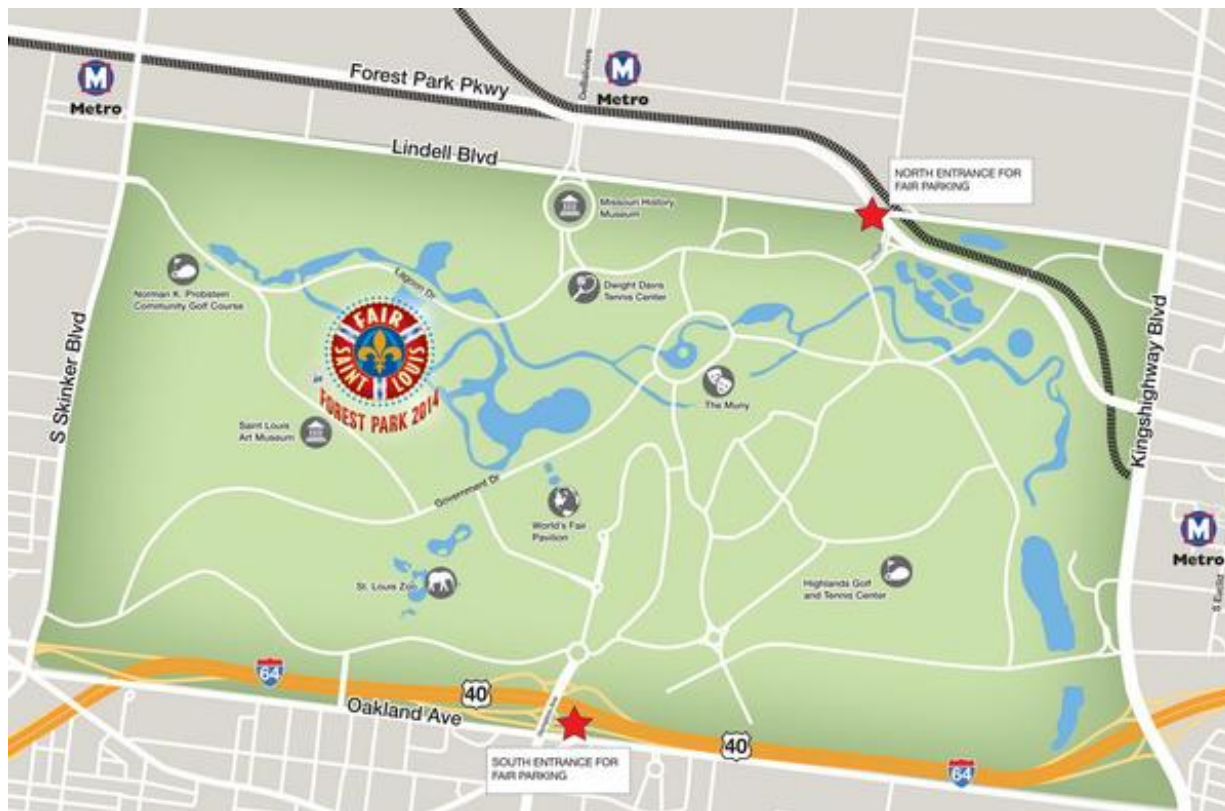 Forest Park Pkwy
DeBaliviere
M
Metro
M
Metro
Lindell Blvd
NORTH ENTRANCE FOR
FAIR PARKING
Missouri History
Museum
Norman K. Probstein
Community Golf Course
Lagoon Dr
Dwight Davis
Tennis Center
S Skinker Blvd
Kingshighway Blvd
FAIR
SAINT LOUIS
at
FOREST PARK 2014
The Muny
Saint Louis
Art Museum
Government Dr
World's Fair
Pavilion
M
Metro
St. Louis Zoo
Highlands Golf
and Tennis Center
S Euclid
64
40
Oakland Ave
40
64
SOUTH ENTRANCE FOR
FAIR PARKING